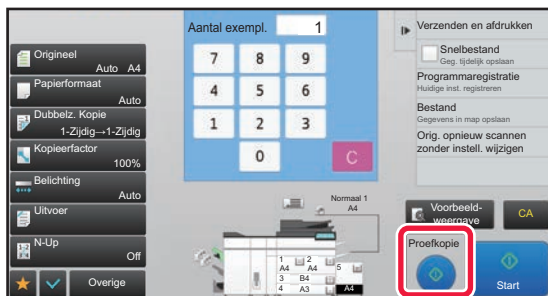 Origineel
Auto A4
Papierformaat
Auto
Dubbelz. Kopie
1-Zijdig→1-Zijdig
Kopieerfactor
100%
Belichting
Auto
Uitvoer
N-Up
Off
Overige
Aantal exempl. 1
7 8 9
4 5 6
1 2 3
0 C
Normaal 1
A4
1 2
A4 A4 5
3 B4
4 A3 A4
Verzenden en afdrukken
Snelbestand
Geg. tijdelijk opslaan
Programmaregistratie
Huidige inst. registreren
Bestand
Gegevens in map opslaan
Orig. opnieuw scannen
zonder instell. wijzigen
Voorbeeld-
weergave
CA
Proefkopie
Start